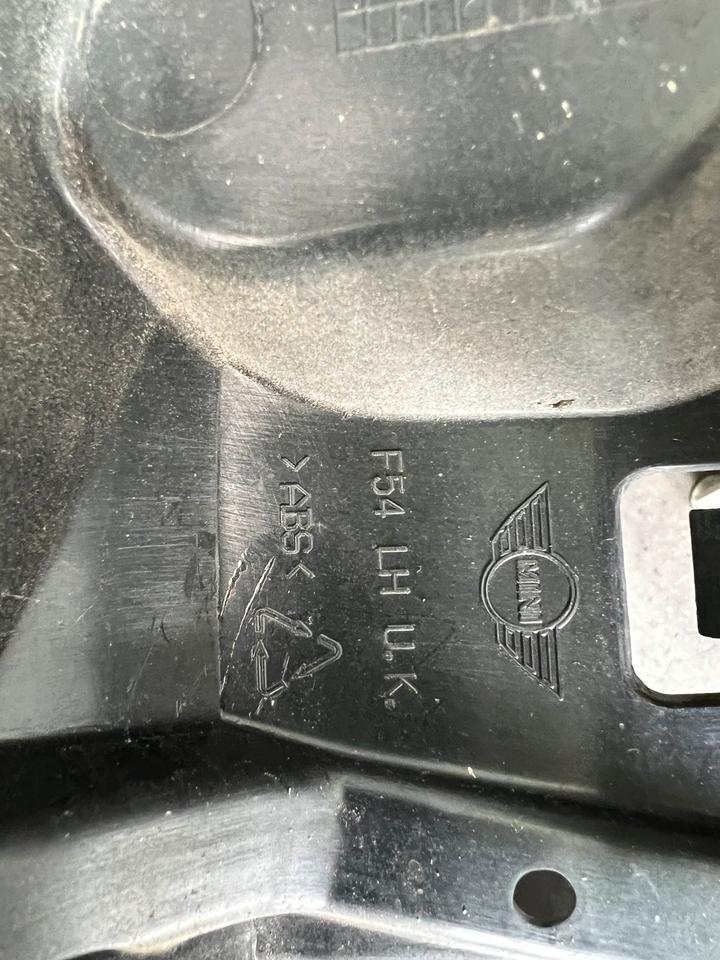 MINI
F54 LH U.K.
>ABS<